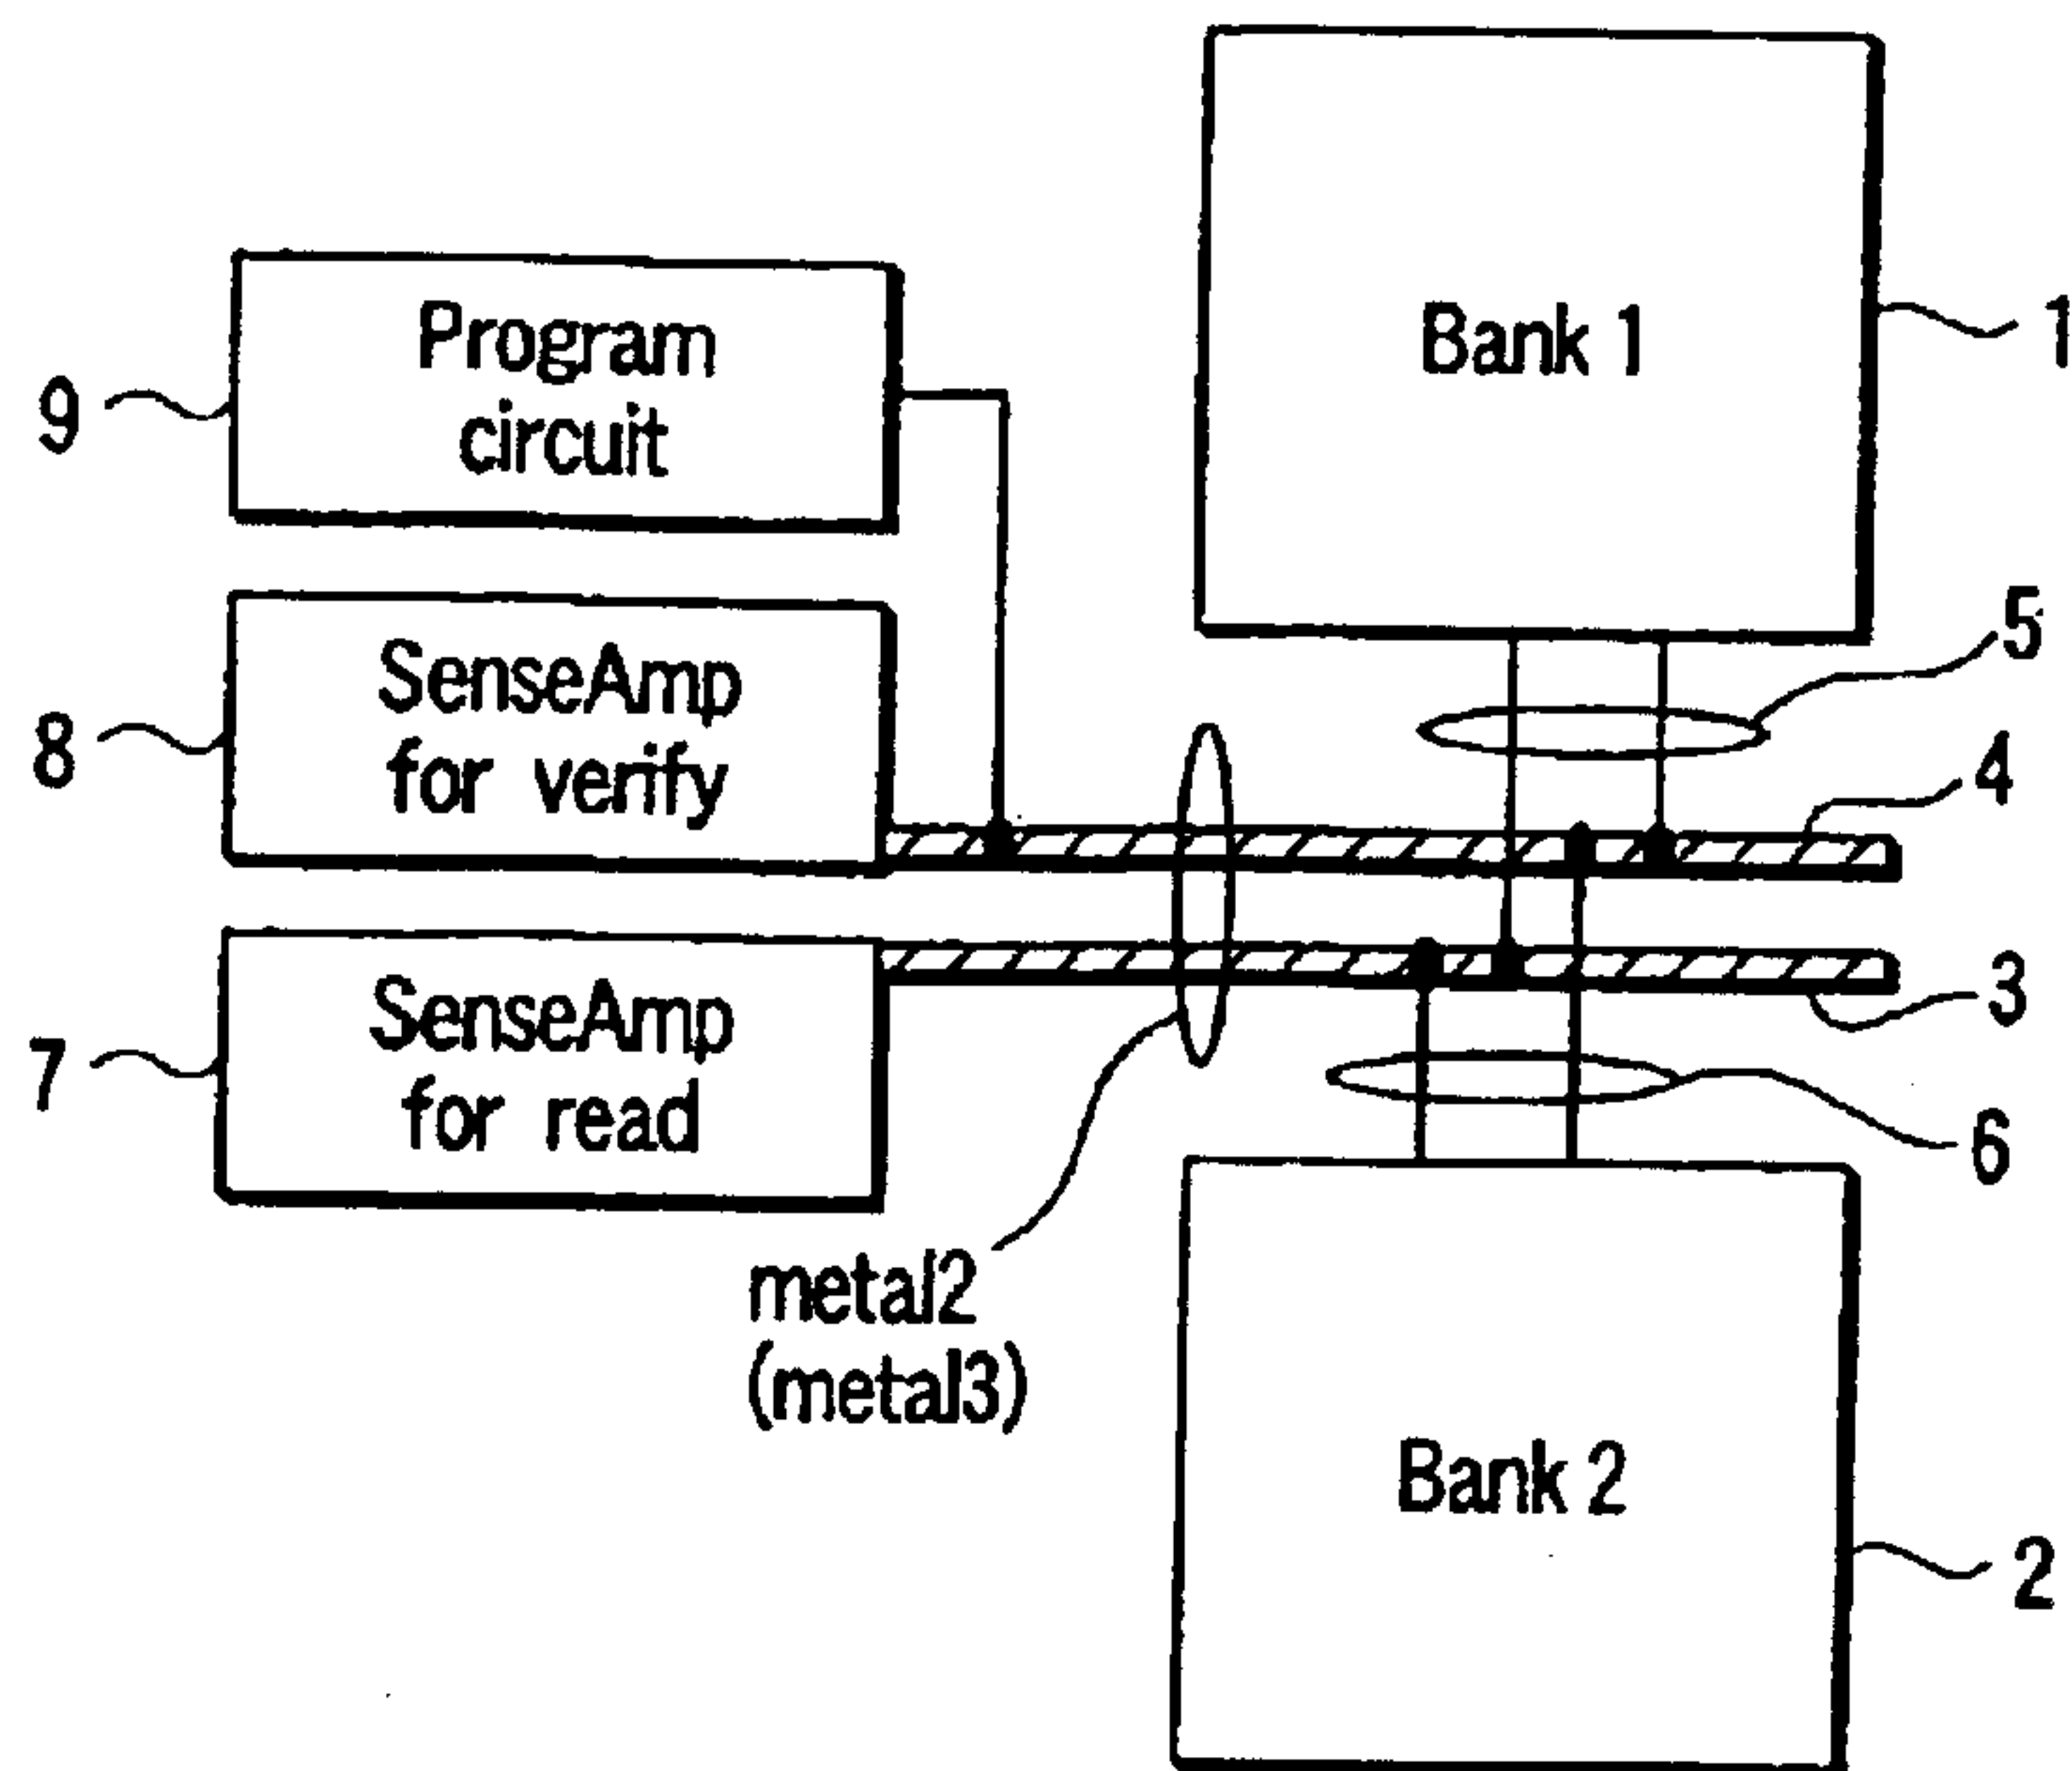 Bank 1
1
Program
circuit
9
5
SenseAmp
for verify
8
4
SenseAmp
for read
7
3
6
metal2
(metal3)
Bank 2
2